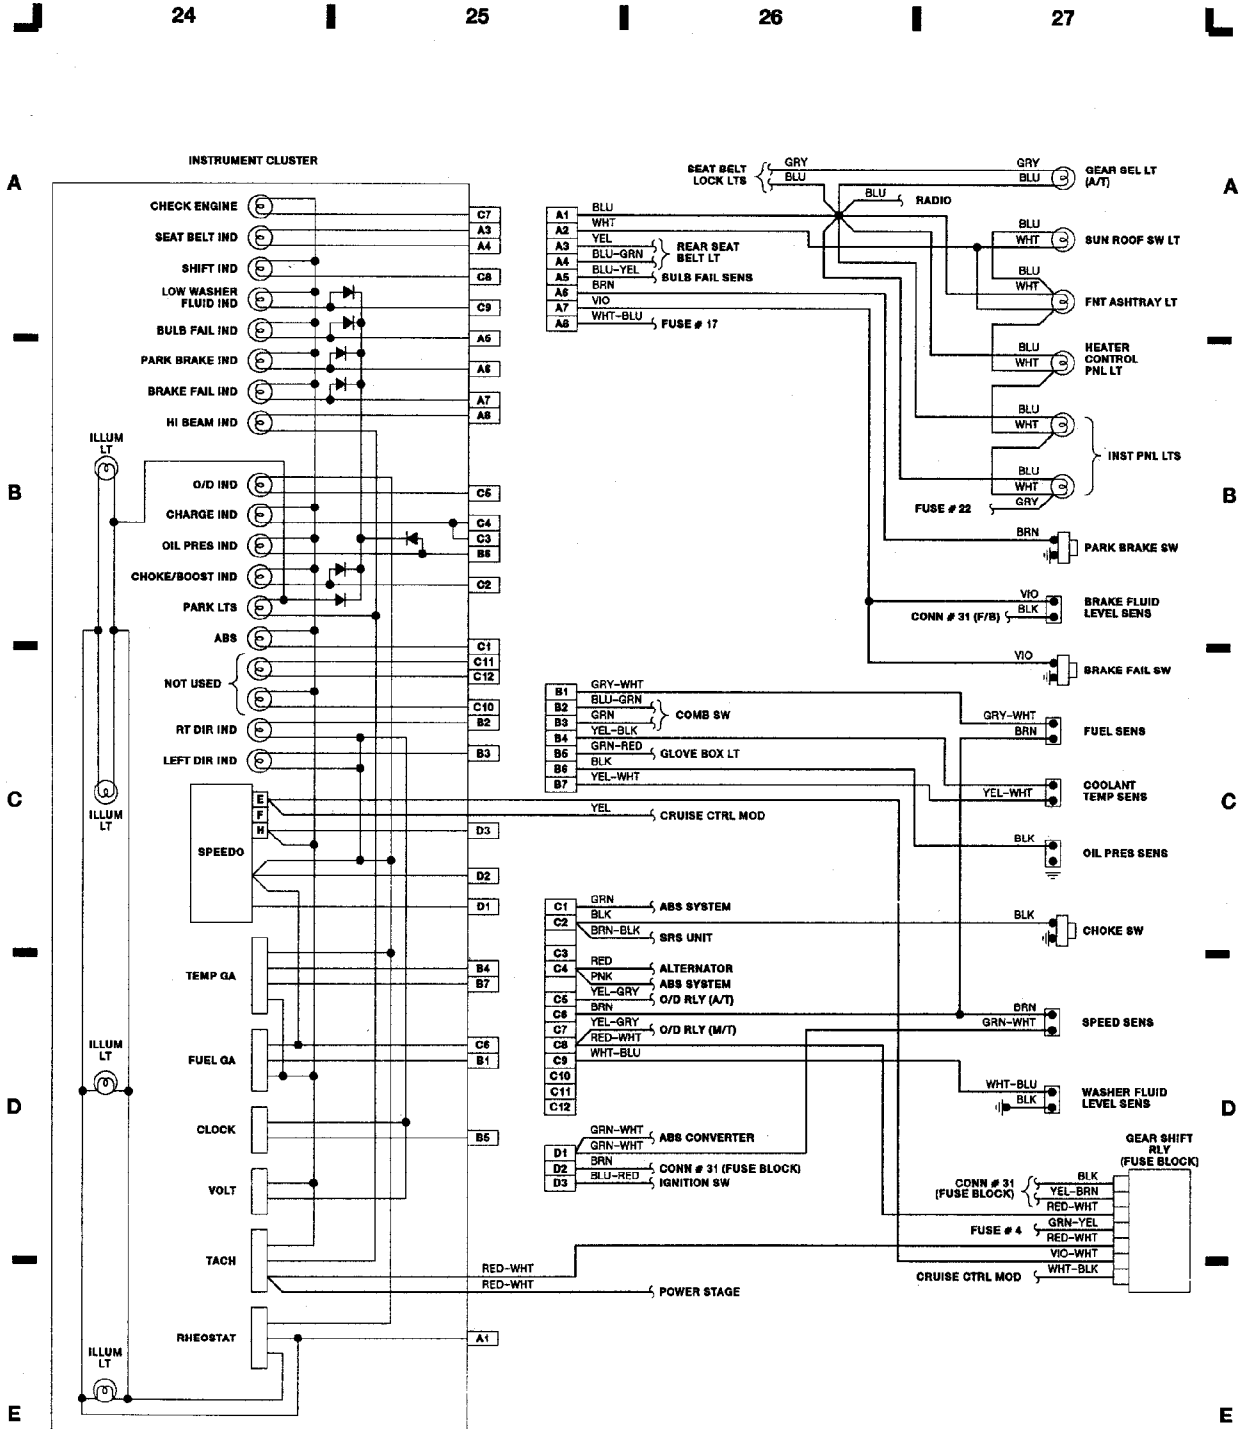 24 25 26 27
A
A
B
B
C
C
D
D
E
E
INSTRUMENT CLUSTER
CHECK ENGINE
SEAT BELT IND
SHIFT IND
LOW WASHER
FLUID IND
BULB FAIL IND
PARK BRAKE IND
BRAKE FAIL IND
HI BEAM IND
ILLUM
LT
O/D IND
CHARGE IND
OIL PRES IND
CHOKE/BOOST IND
PARK LTS
ABS
NOT USED
RT DIR IND
LEFT DIR IND
ILLUM
LT
SPEEDO
E
F
H
TEMP GA
ILLUM
LT
FUEL GA
CLOCK
VOLT
TACH
RHEOSTAT
ILLUM
LT
C7
A3
A4
C8
C9
A5
A6
A7
A8
C5
C4
C3
B6
C2
C1
C11
C12
C10
B2
B3
D3
D2
D1
B4
B7
C6
B1
B5
A1
RED-WHT
RED-WHT
POWER STAGE
A1 BLU
A2 WHT
A3 YEL
A4 BLU-GRN
REAR SEAT
BELT LT
A5 BLU-YEL BULB FAIL SENS
A6 BRN
A7 VIO
A8 WHT-BLU FUSE # 17
B1 GRY-WHT
B2 BLU-GRN
B3 GRN
COMB SW
B4 YEL-BLK
B5 GRN-RED GLOVE BOX LT
B6 BLK
B7 YEL-WHT
YEL CRUISE CTRL MOD
C1 GRN ABS SYSTEM
C2 BLK
BRN-BLK SRS UNIT
C3
C4 RED ALTERNATOR
PNK ABS SYSTEM
C5 YEL-GRY O/D RLY (A/T)
C6 BRN
C7 YEL-GRY O/D RLY (M/T)
C8 RED-WHT
C9 WHT-BLU
C10
C11
C12
GRN-WHT ABS CONVERTER
D1 GRN-WHT
D2 BRN CONN # 31 (FUSE BLOCK)
D3 BLU-RED IGNITION SW
SEAT BELT
LOCK LTS
GRY
BLU
GRY
BLU
GEAR SEL LT
(A/T)
BLU RADIO
BLU
WHT
SUN ROOF SW LT
BLU
WHT
FNT ASHTRAY LT
BLU
WHT
HEATER
CONTROL
PNL LT
BLU
WHT
INST PNL LTS
BLU
WHT
FUSE # 22 GRY
BRN PARK BRAKE SW
VIO
CONN # 31 (F/B) BLK
BRAKE FLUID
LEVEL SENS
VIO BRAKE FAIL SW
GRY-WHT
BRN
FUEL SENS
YEL-WHT
COOLANT
TEMP SENS
BLK OIL PRES SENS
BLK CHOKE SW
BRN
GRN-WHT
SPEED SENS
WHT-BLU
BLK
WASHER FLUID
LEVEL SENS
GEAR SHIFT
RLY
(FUSE BLOCK)
CONN # 31
(FUSE BLOCK)
BLK
YEL-BRN
RED-WHT
FUSE # 4 GRN-YEL
RED-WHT
VIO-WHT
CRUISE CTRL MOD WHT-BLK